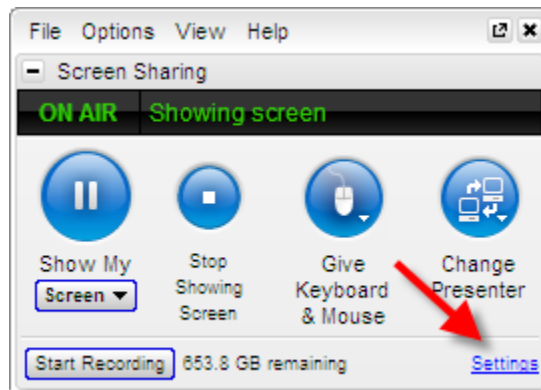 File Options View Help
Screen Sharing
ON AIR Showing screen
Show My
Screen
Stop
Showing
Screen
Give
Keyboard
& Mouse
Change
Presenter
Start Recording 653.8 GB remaining Settings